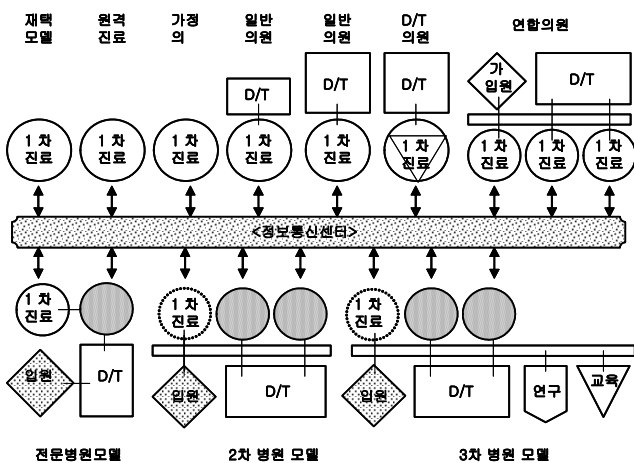 재택
모델
원격
진료
가정
의
일반
의원
일반
의원
D/T
의원
연합의원
D/T
D/T
D/T
가
입원
D/T
1 차
진료
1 차
진료
1 차
진료
1 차
진료
1 차
진료
1 차
진료
1 차
진료
1 차
진료
1 차
진료
<정보통신센터>
1 차
진료
1 차
진료
1 차
진료
입원
D/T
입원
D/T
입원
D/T
연구
교육
전문병원모델
2차 병원 모델
3차 병원 모델